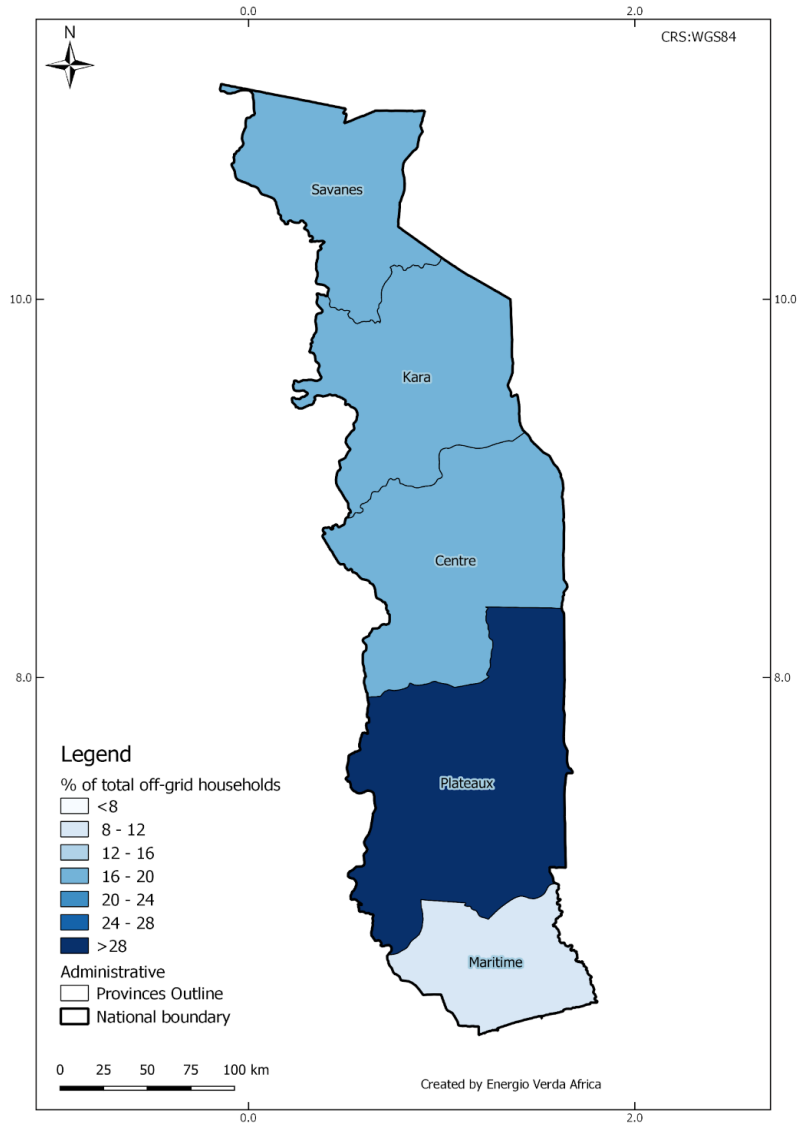 0.0
2.0
N
CRS:WGS84
Savanes
10.0
10.0
Kara
Centre
8.0
8.0
Legend
% of total off-grid households
<8
8 - 12
12 - 16
16 - 20
20 - 24
24 - 28
>28
Administrative
Provinces Outline
National boundary
Plateaux
Maritime
0 25 50 75 100 km
Created by Energio Verda Africa
0.0
2.0